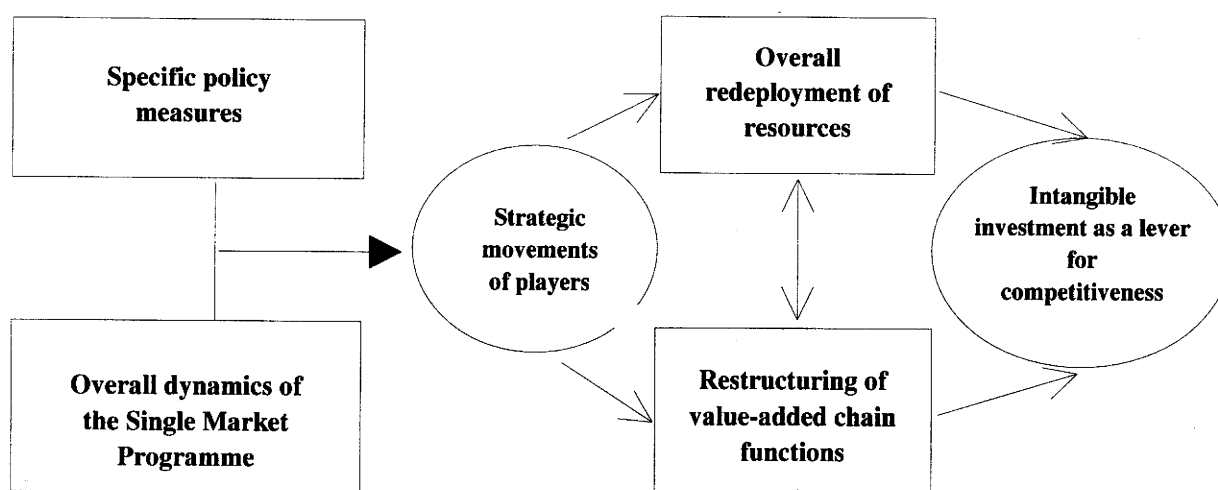 Specific policy
measures
Overall dynamics of
the Single Market
Programme
Strategic
movements
of players
Overall
redeployment of
resources
Restructuring of
value-added chain
functions
Intangible
investment as a lever
for
competitiveness